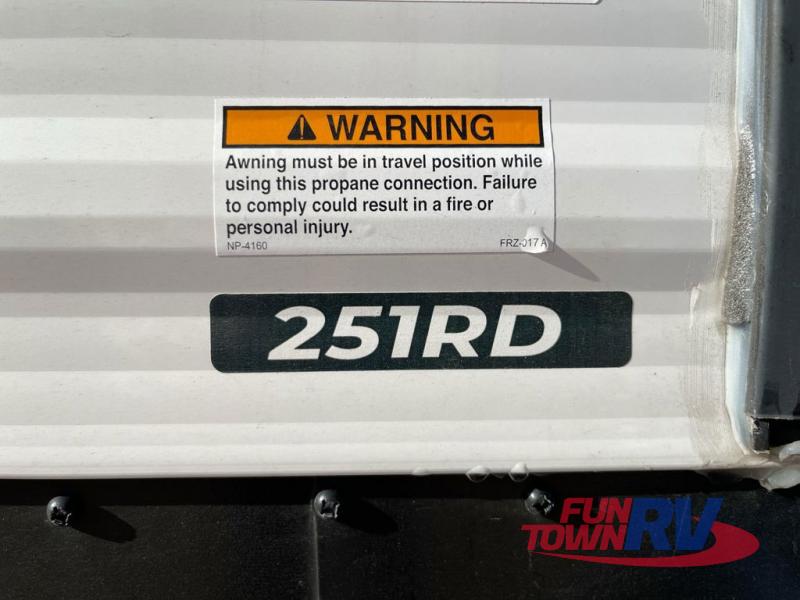 WARNING
Awning must be in travel position while
using this propane connection. Failure
to comply could result in a fire or
personal injury.
NP-4160 FRZ-017 A
251RD
FUN
TOWN RV